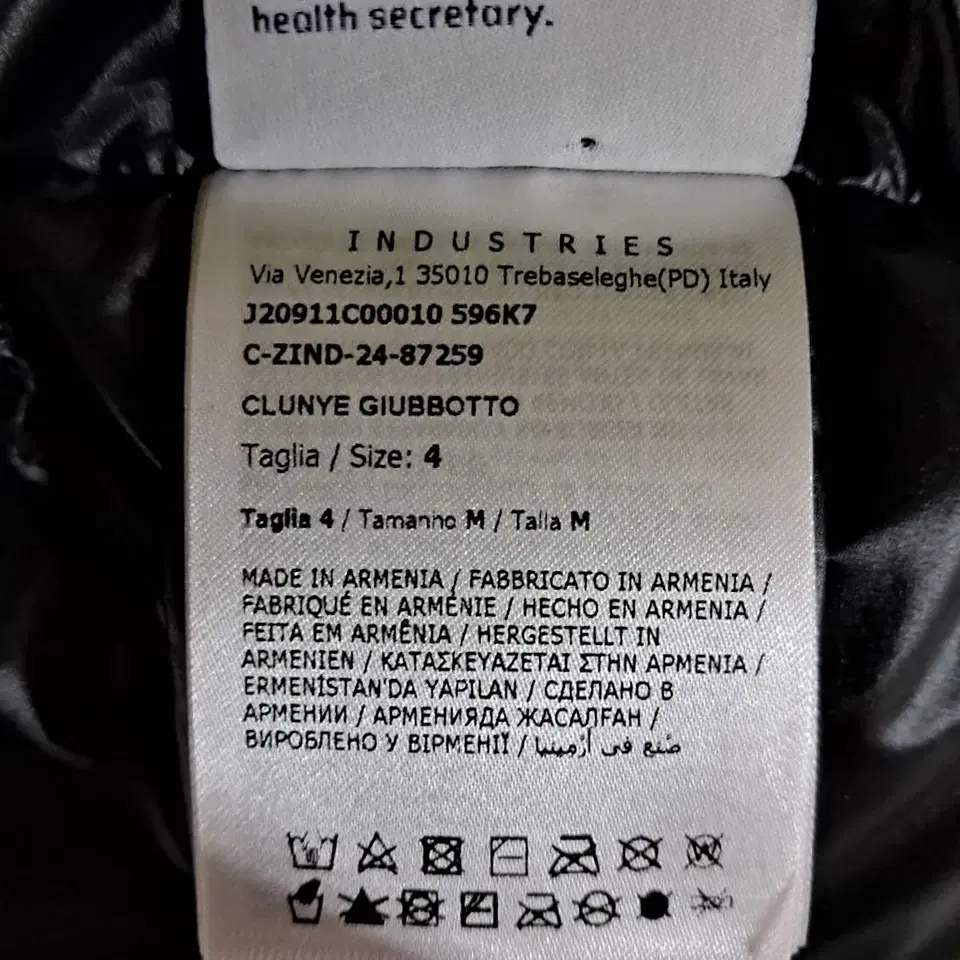 health secretary.
INDUSTRIES
Via Venezia,1 35010 Trebaseleghe(PD) Italy
J20911C00010 596K7
C-ZIND-24-87259
CLUNYE GIUBBOTTO
Taglia / Size: 4
Taglia 4 / Tamanho M / Talla M
MADE IN ARMENIA / FABBRICATO IN ARMENIA /
FABRIQUÉ EN ARMÉNIE / HECHO EN ARMENIA /
FEITA EM ARMÊNIA / HERGESTELLT IN
ARMENIEN / ΚΑΤΑΣΚΕΥΑΖΕΤΑΙ ΣΤΗΝ ΑΡΜΕΝΙΑ /
ERMENİSTAN'DA YAPILAN / СДЕЛАНО В
АРМЕНИИ / АРМЕНИЯДА ЖАСАЛҒАН /
ВИРОБЛЕНО У ВІРМЕНІЇ / صُنع في أرمينيا